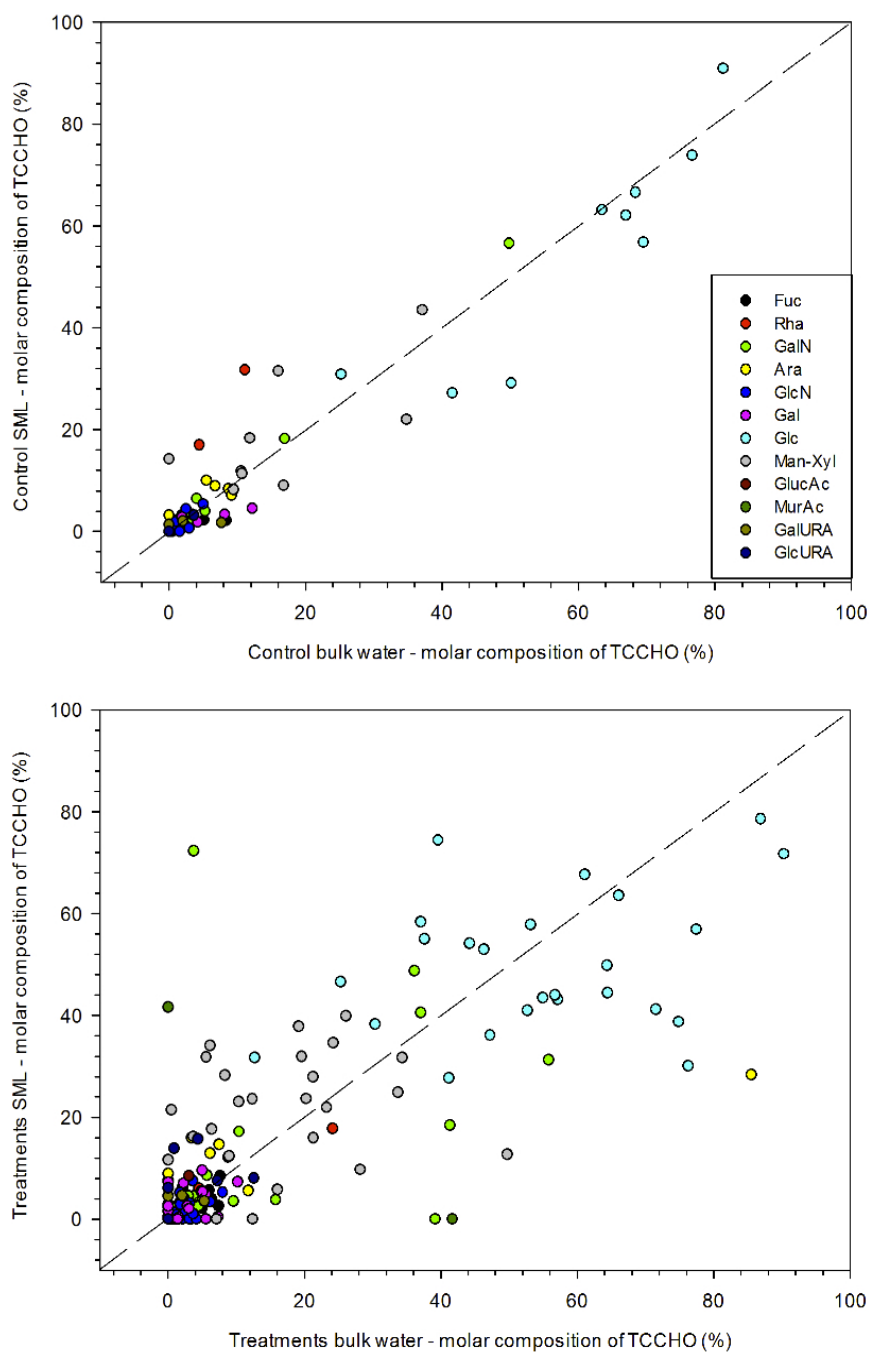 100
80
60
40
20
0
Control SML - molar composition of TCCHO (%)
Fuc
Rha
GalN
Ara
GlcN
Gal
Glc
Man-Xyl
GlucAc
MurAc
GalURA
GlcURA
0 20 40 60 80 100
Control bulk water - molar composition of TCCHO (%)
100
80
60
40
20
0
Treatments SML - molar composition of TCCHO (%)
0 20 40 60 80 100
Treatments bulk water - molar composition of TCCHO (%)